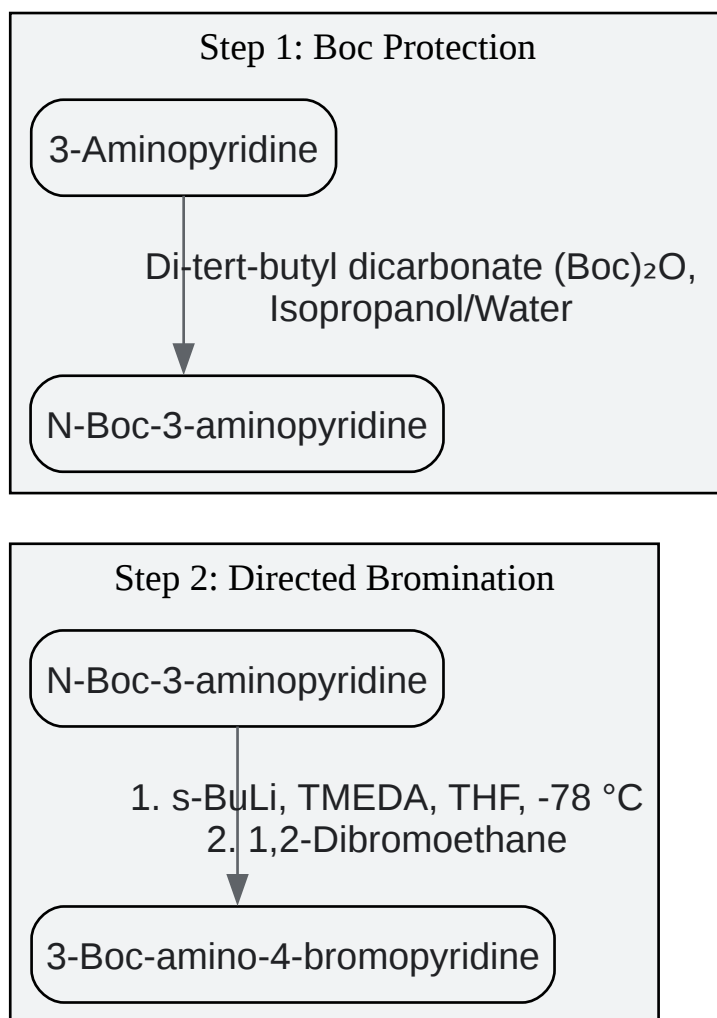 Step 1: Boc Protection
3-Aminopyridine
Di-tert-butyl dicarbonate (Boc)₂O,
Isopropanol/Water
N-Boc-3-aminopyridine
Step 2: Directed Bromination
N-Boc-3-aminopyridine
1. s-BuLi, TMEDA, THF, -78 °C
2. 1,2-Dibromoethane
3-Boc-amino-4-bromopyridine